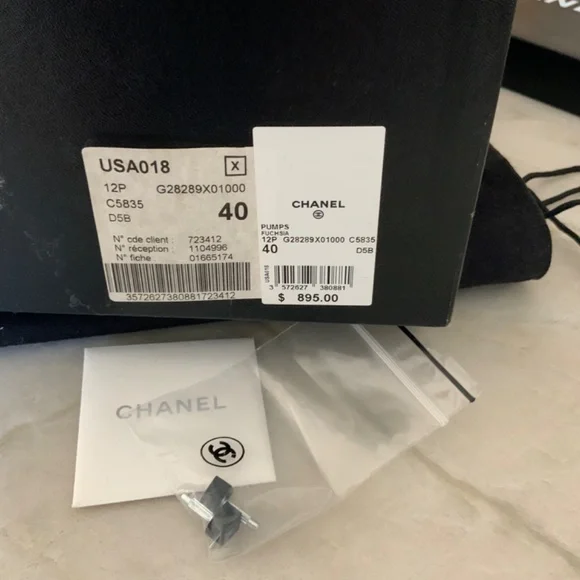 USA018 X
12P G28289X01000
C5835
D5B 40
N° cde client : 723412
N° réception : 1104996
N° fiche : 01665174
3572627380881723412
CHANEL
PUMPS
FUCHSIA
12P G28289X01000 C5835
40 D5B
USA018
3 572627 380881
$ 895.00
CHANEL